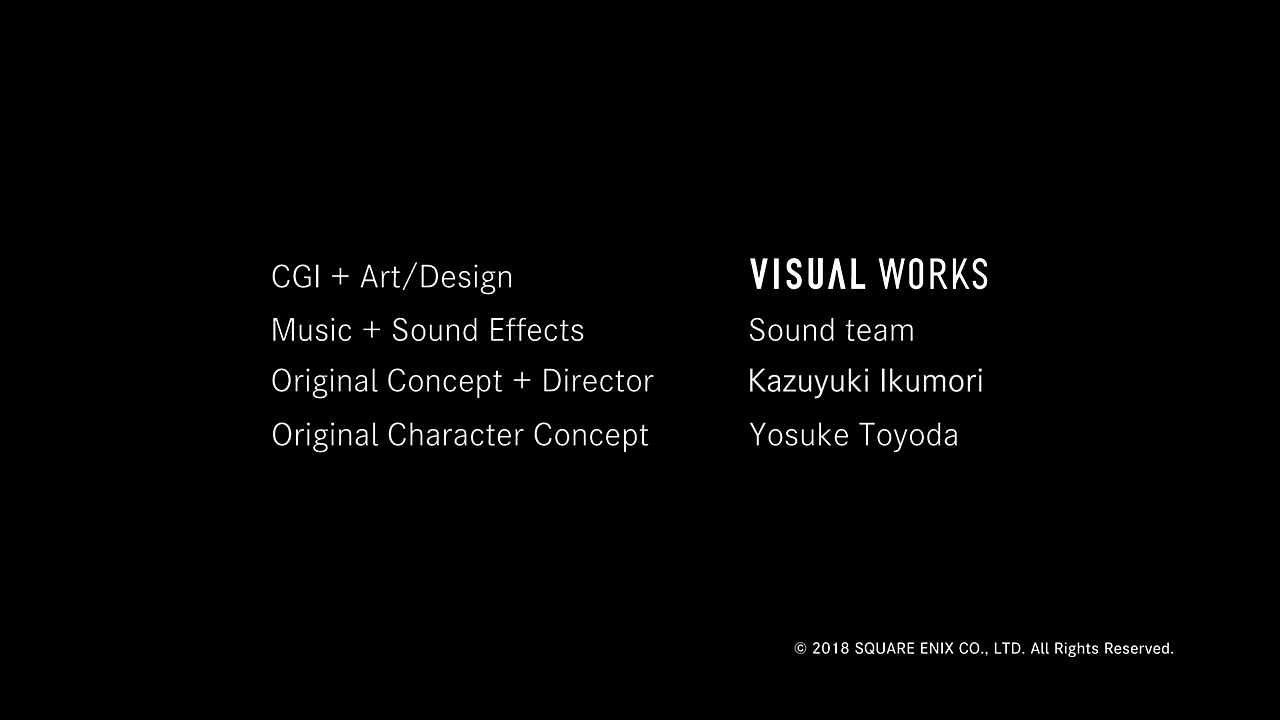 CGI + Art/Design VISUAL WORKS
Music + Sound Effects Sound team
Original Concept + Director Kazuyuki Ikumori
Original Character Concept Yosuke Toyoda
© 2018 SQUARE ENIX CO., LTD. All Rights Reserved.